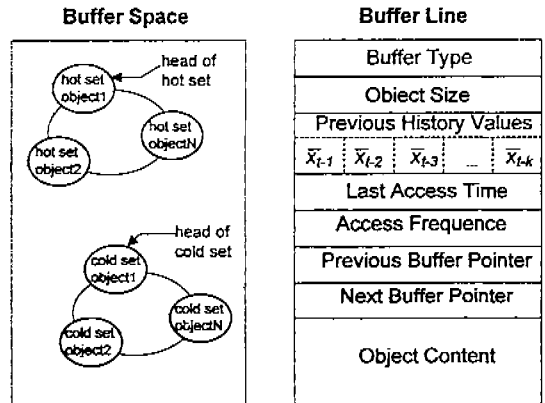 Buffer Space
head of
hot set
hot set
object1
hot set
objectN
hot set
object2
head of
cold set
cold set
object1
cold set
objectN
cold set
object2
Buffer Line
Buffer Type
Object Size
Previous History Values
x̄t-1 x̄t-2 x̄t-3 ... x̄t-k
Last Access Time
Access Frequence
Previous Buffer Pointer
Next Buffer Pointer
Object Content